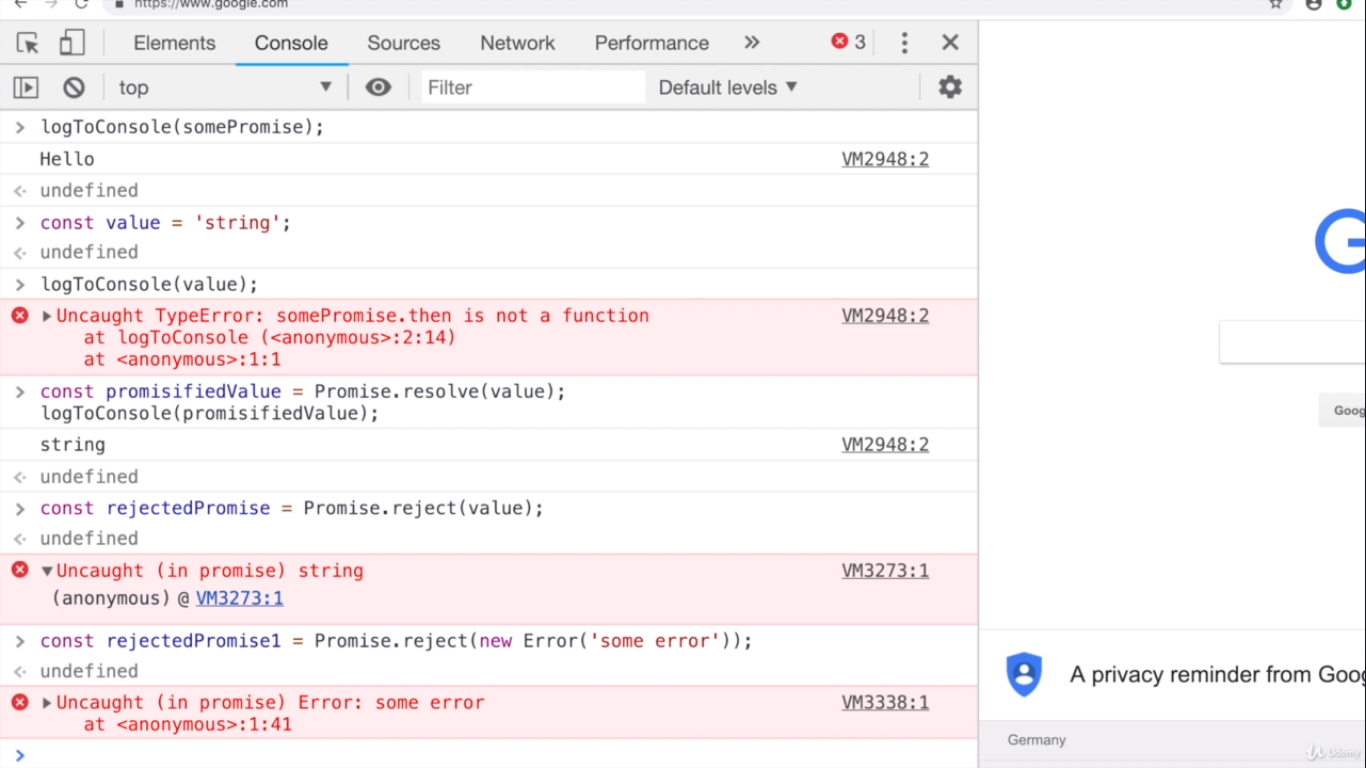 https://www.google.com
Elements Console Sources Network Performance » 3
top Filter Default levels ▼
> logToConsole(somePromise);
Hello VM2948:2
undefined
> const value = 'string';
undefined
> logToConsole(value);
Uncaught TypeError: somePromise.then is not a function VM2948:2
at logToConsole (<anonymous>:2:14)
at <anonymous>:1:1
> const promisifiedValue = Promise.resolve(value);
logToConsole(promisifiedValue);
string VM2948:2
undefined
> const rejectedPromise = Promise.reject(value);
undefined
Uncaught (in promise) string VM3273:1
(anonymous) @ VM3273:1
> const rejectedPromise1 = Promise.reject(new Error('some error'));
undefined
Uncaught (in promise) Error: some error VM3338:1
at <anonymous>:1:41
>
G
Goog
A privacy reminder from Goog
Germany
Udemy